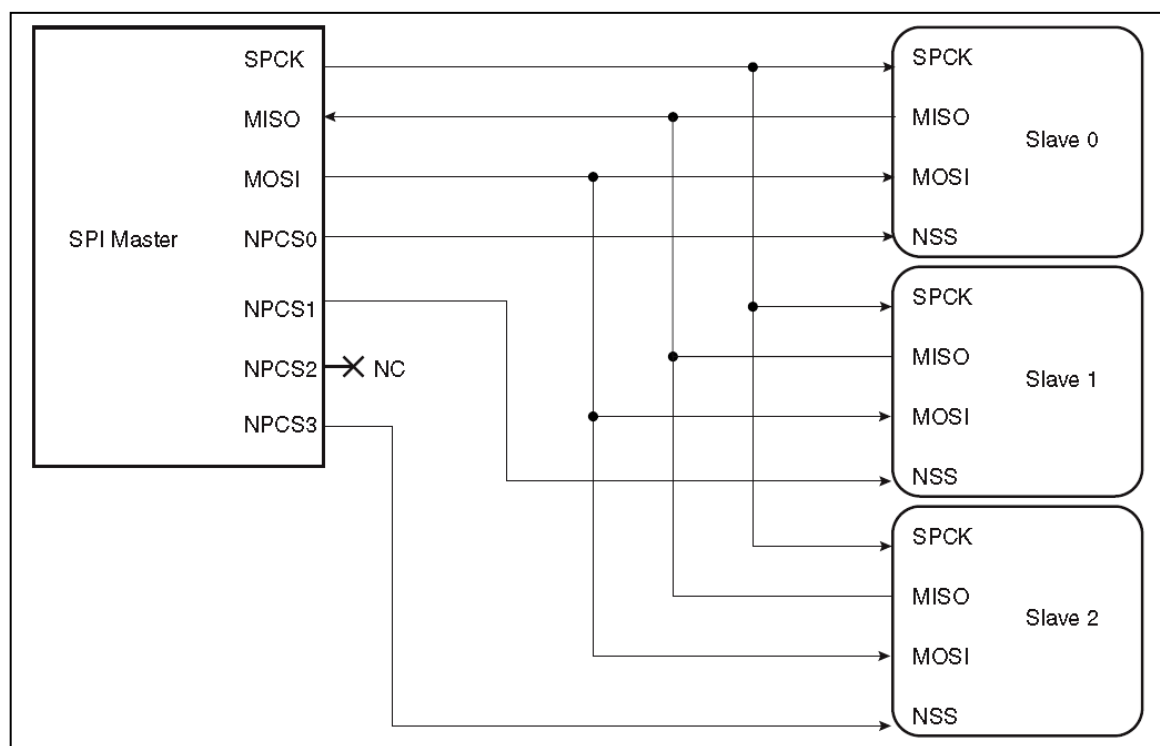 SPI Master
SPCK
MISO
MOSI
NPCS0
NPCS1
NPCS2
NC
NPCS3
SPCK
MISO
Slave 0
MOSI
NSS
SPCK
MISO
Slave 1
MOSI
NSS
SPCK
MISO
Slave 2
MOSI
NSS